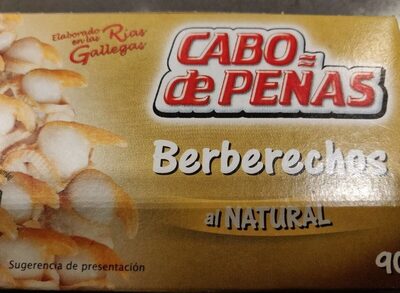 Elaborado en las Rías Gallegas
CABO
de PEÑAS
Berberechos
al NATURAL
Sugerencia de presentación
90